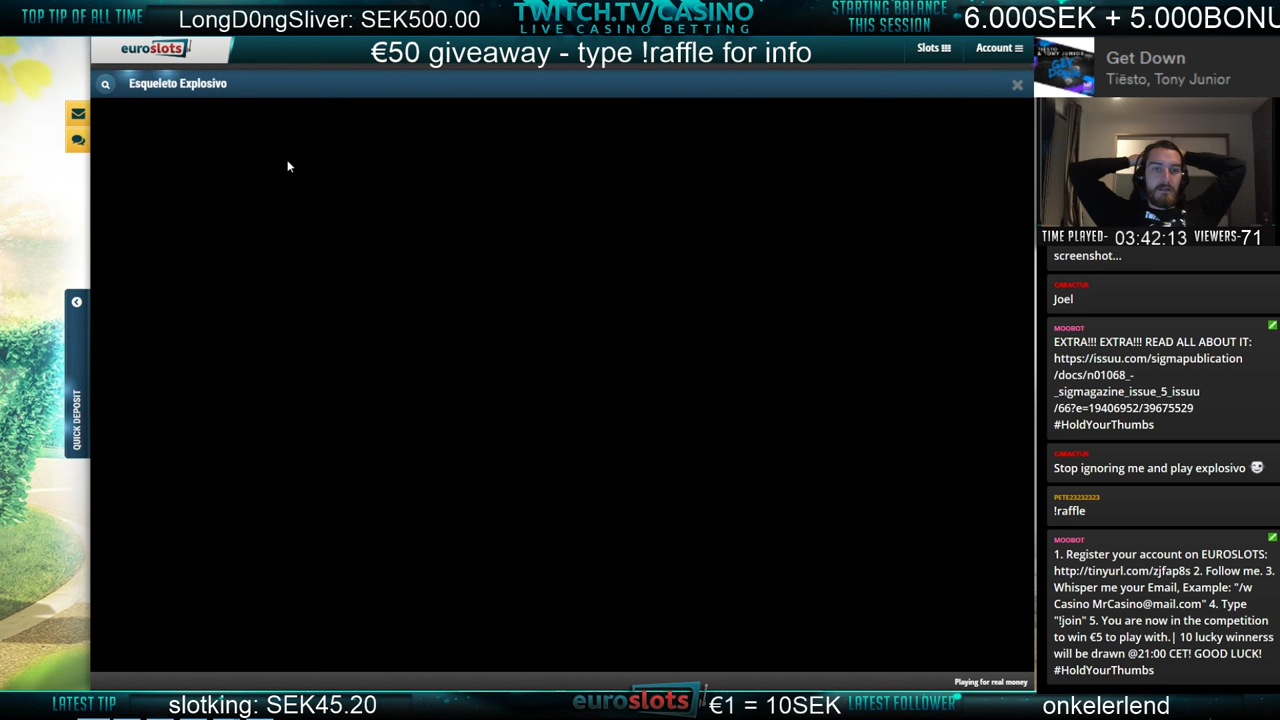 TOP TIP OF ALL TIME
LongD0ngSliver: SEK500.00
TWITCH.TV/CASINO
LIVE CASINO BETTING
STARTING BALANCE
THIS SESSION
6.000SEK + 5.000BONU
euroslots
€50 giveaway - type !raffle for info
Slots
Account
Get Down
Tiësto, Tony Junior
Esqueleto Explosivo
TIME PLAYED-
03:42:13
VIEWERS-71
screenshot...
CARACTUS
Joel
MOOBOT
EXTRA!!! EXTRA!!! READ ALL ABOUT IT:
https://issuu.com/sigmapublication
/docs/n01068_-
_sigmagazine_issue_5_issuu
/66?e=19406952/39675529
#HoldYourThumbs
CARACTUS
Stop ignoring me and play explosivo
PETE23232323
!raffle
MOOBOT
1. Register your account on EUROSLOTS:
http://tinyurl.com/zjfap8s 2. Follow me. 3.
Whisper me your Email, Example: "/w
Casino MrCasino@mail.com" 4. Type
"!join" 5. You are now in the competition
to win €5 to play with.| 10 lucky winnerss
will be drawn @21:00 CET! GOOD LUCK!
#HoldYourThumbs
QUICK DEPOSIT
Playing for real money
LATEST TIP
slotking: SEK45.20
euroslots
€1 = 10SEK
LATEST FOLLOWER
onkelerlend